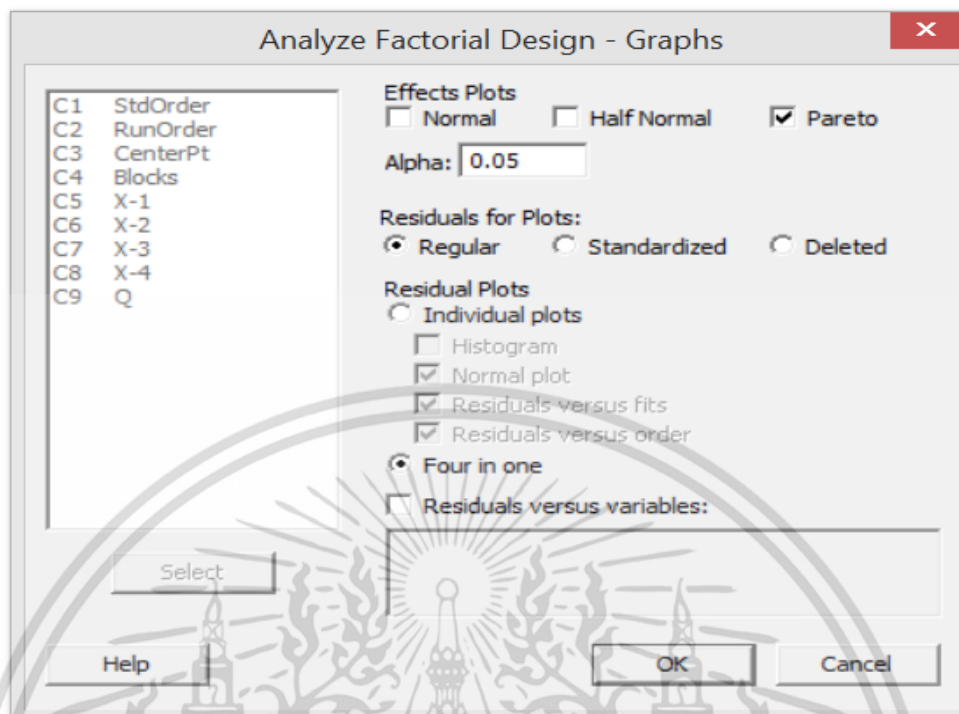 Analyze Factorial Design - Graphs
C1 StdOrder
C2 RunOrder
C3 CenterPt
C4 Blocks
C5 X-1
C6 X-2
C7 X-3
C8 X-4
C9 Q
Select
Help
Effects Plots
Normal Half Normal Pareto
Alpha: 0.05
Residuals for Plots:
Regular Standardized Deleted
Residual Plots
Individual plots
Histogram
Normal plot
Residuals versus fits
Residuals versus order
Four in one
Residuals versus variables:
OK Cancel